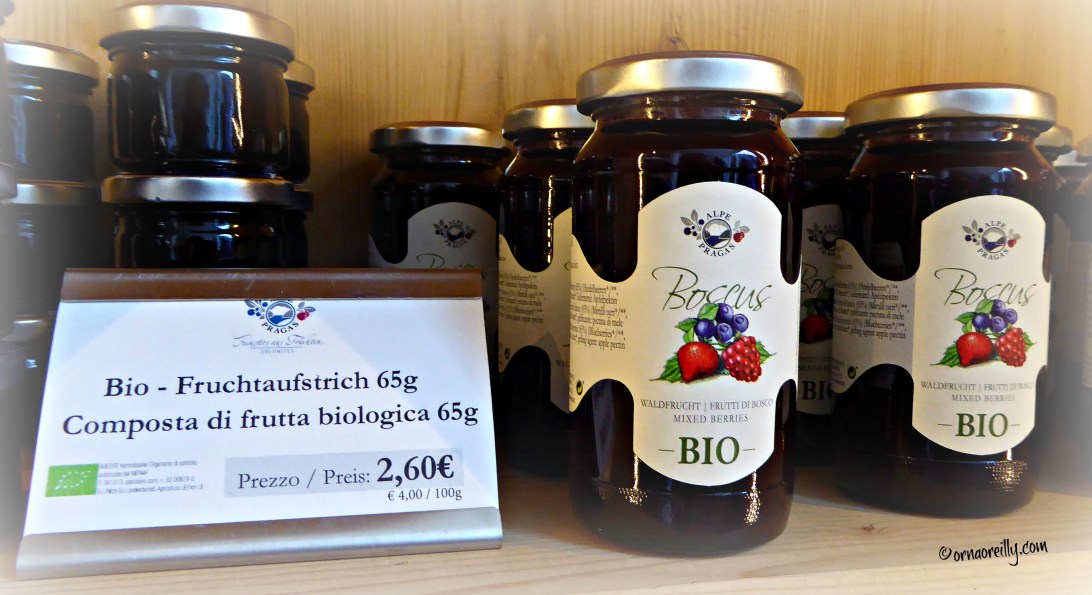 PRAGAS
DOLOMITES
Bio - Fruchtaufstrich 65g
Composta di frutta biologica 65g
Prezzo / Preis: 2,60€
€ 4,00 / 100g
ALPE
PRAGAS
Boscus
WALDFRUCHT | FRUTTI DI BOSCO
MIXED BERRIES
BIO
ALPE
PRAGAS
Boscus
WALDFRUCHT | FRUTTI DI BOSCO
MIXED BERRIES
BIO
BIO
©ornaoreilly.com